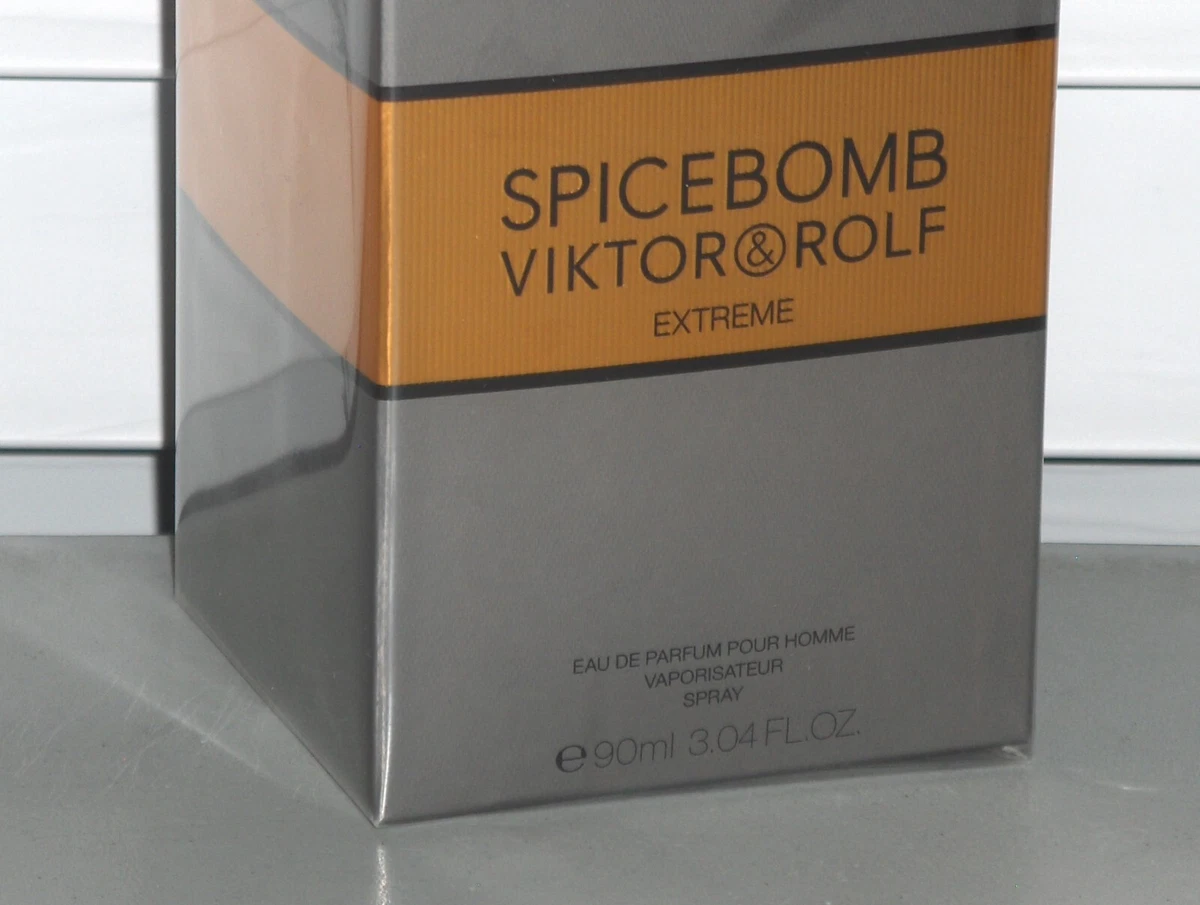 SPICEBOMB
VIKTOR&ROLF
EXTREME
EAU DE PARFUM POUR HOMME
VAPORISATEUR
SPRAY
℮90ml 3.04 FL.OZ.